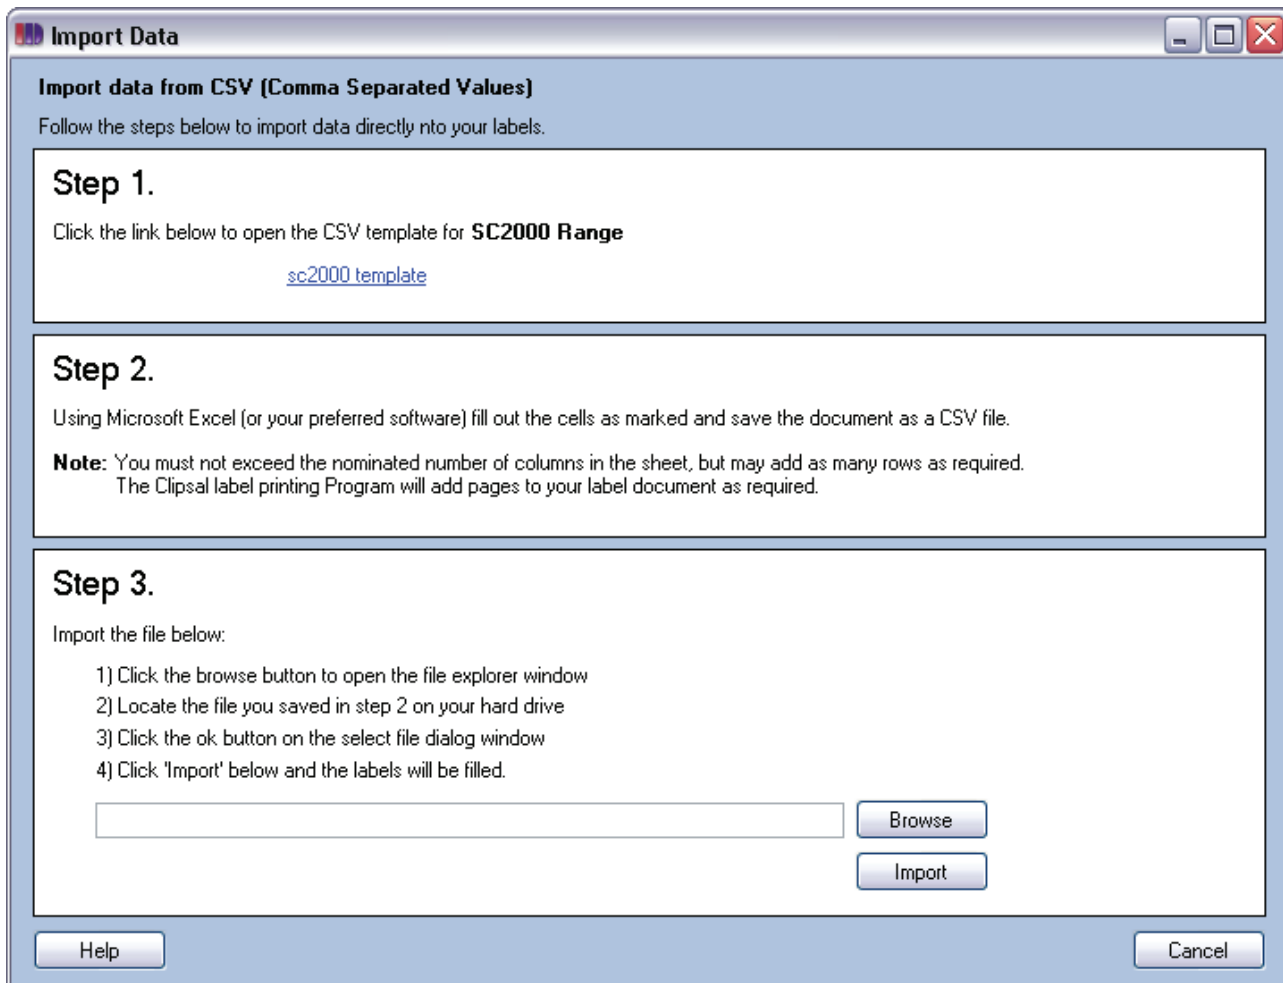 Import Data
Import data from CSV (Comma Separated Values)
Follow the steps below to import data directly nto your labels.
Step 1.
Click the link below to open the CSV template for SC2000 Range
sc2000 template
Step 2.
Using Microsoft Excel (or your preferred software) fill out the cells as marked and save the document as a CSV file.
Note: You must not exceed the nominated number of columns in the sheet, but may add as many rows as required.
The Clipsal label printing Program will add pages to your label document as required.
Step 3.
Import the file below:
1) Click the browse button to open the file explorer window
2) Locate the file you saved in step 2 on your hard drive
3) Click the ok button on the select file dialog window
4) Click 'Import' below and the labels will be filled.
Browse
Import
Help
Cancel